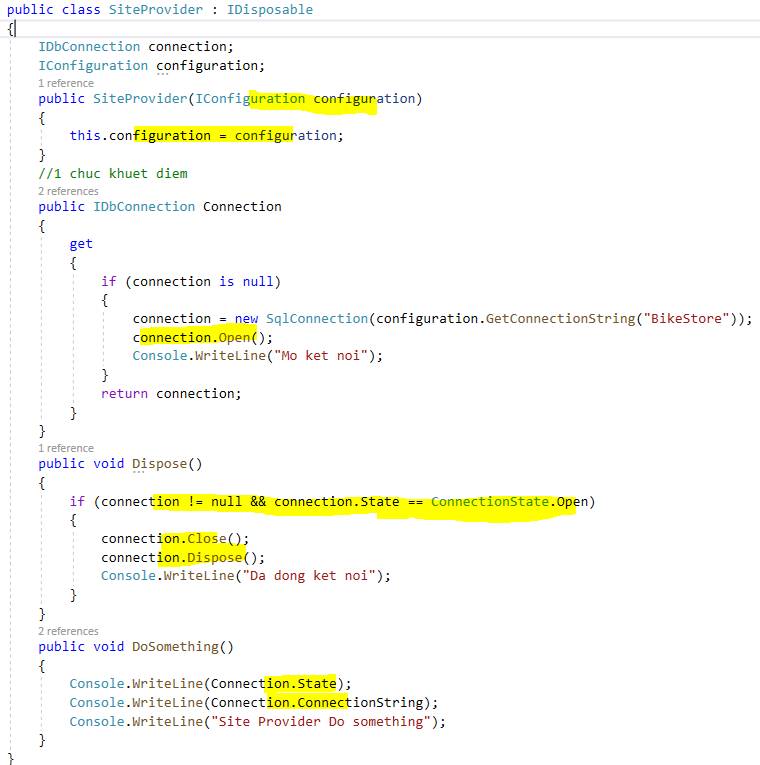 public class SiteProvider : IDisposable
{
    IDbConnection connection;
    IConfiguration configuration;
    1 reference
    public SiteProvider(IConfiguration configuration)
    {
        this.configuration = configuration;
    }
    //1 chuc khuet diem
    2 references
    public IDbConnection Connection
    {
        get
        {
            if (connection is null)
            {
                connection = new SqlConnection(configuration.GetConnectionString("BikeStore"));
                connection.Open();
                Console.WriteLine("Mo ket noi");
            }
            return connection;
        }
    }
    1 reference
    public void Dispose()
    {
        if (connection != null && connection.State == ConnectionState.Open)
        {
            connection.Close();
            connection.Dispose();
            Console.WriteLine("Da dong ket noi");
        }
    }
    2 references
    public void DoSomething()
    {
        Console.WriteLine(Connection.State);
        Console.WriteLine(Connection.ConnectionString);
        Console.WriteLine("Site Provider Do something");
    }
}